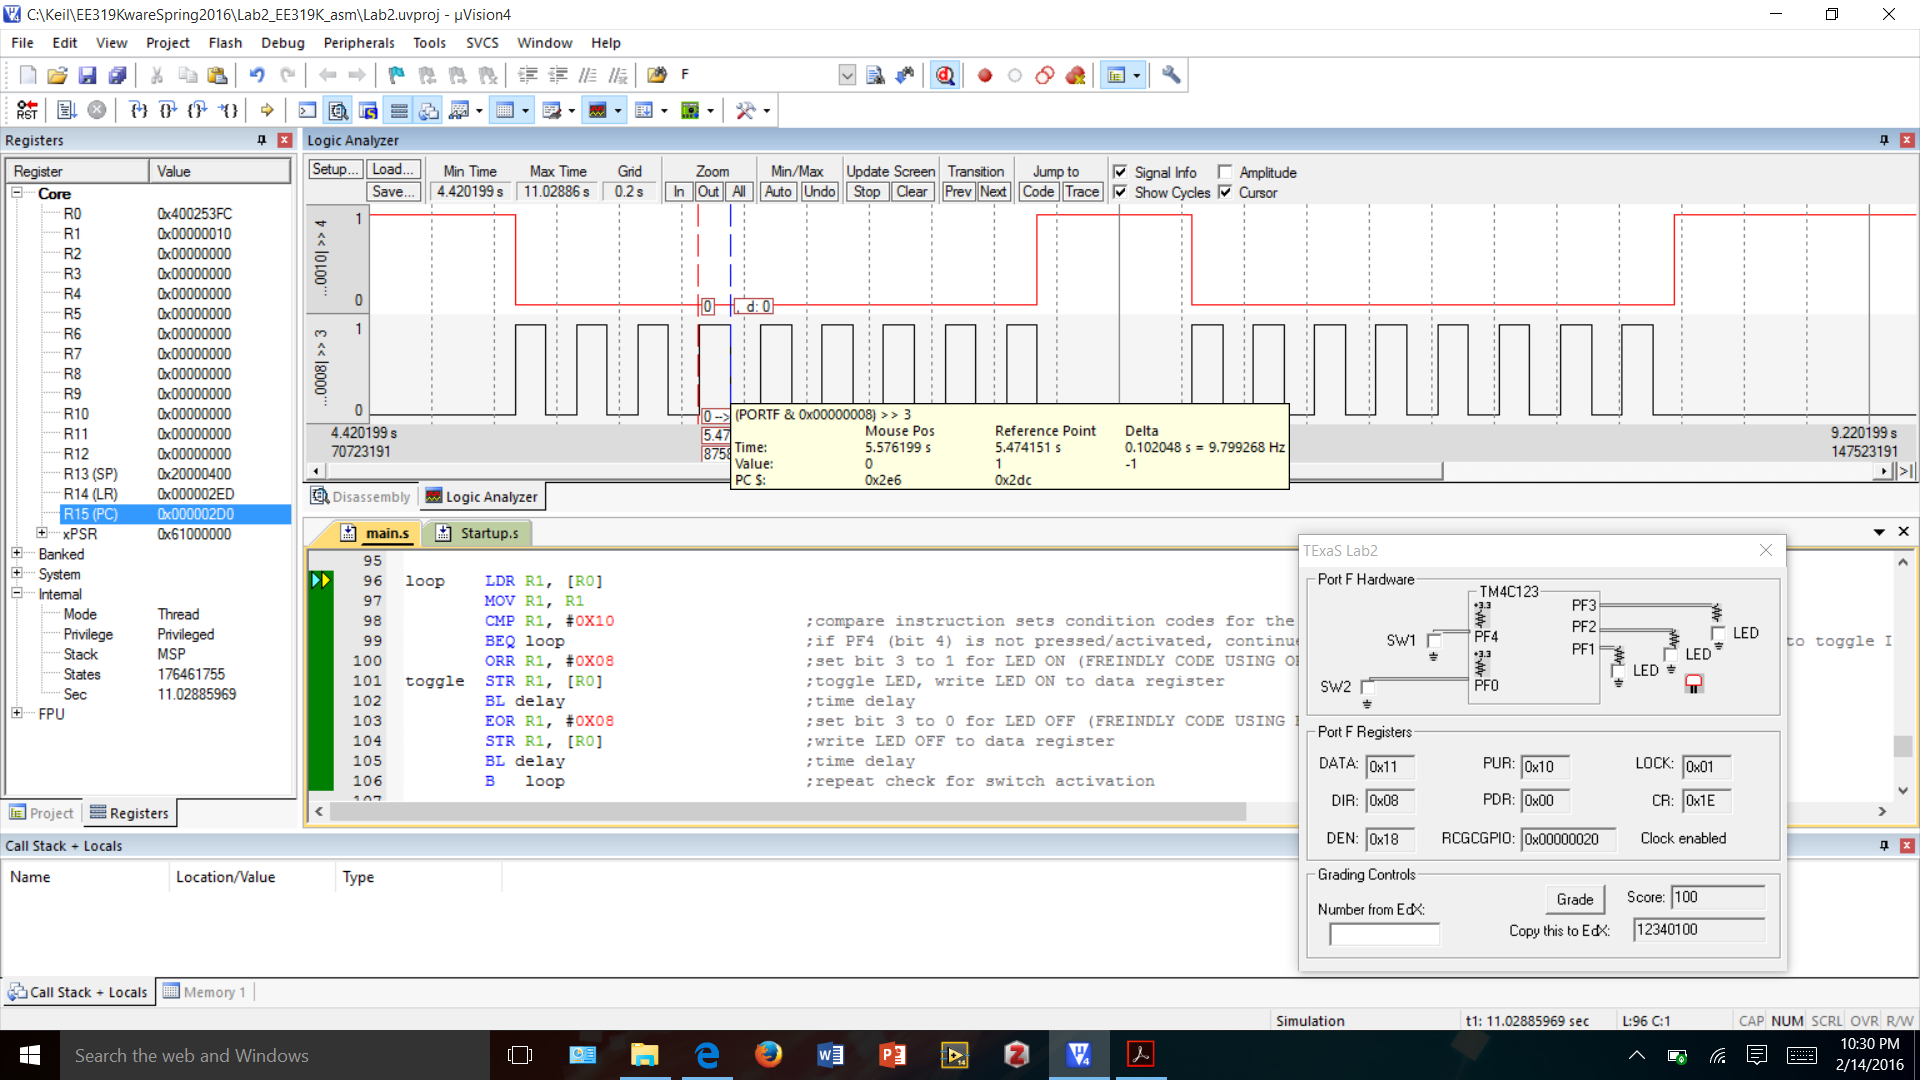 C:\Keil\EE319KwareSpring2016\Lab2_EE319K_asm\Lab2.uvproj - µVision4
File Edit View Project Flash Debug Peripherals Tools SVCS Window Help
F
RST
Registers
Register Value
Core
R0 0x400253FC
R1 0x00000010
R2 0x00000000
R3 0x00000000
R4 0x00000000
R5 0x00000000
R6 0x00000000
R7 0x00000000
R8 0x00000000
R9 0x00000000
R10 0x00000000
R11 0x00000000
R12 0x00000000
R13 (SP) 0x20000400
R14 (LR) 0x000002ED
R15 (PC) 0x000002D0
xPSR 0x61000000
Banked
System
Internal
Mode Thread
Privilege Privileged
Stack MSP
States 176461755
Sec 11.02885969
FPU
Project Registers
Logic Analyzer
Setup... Load... Min Time Max Time Grid Zoom Min/Max Update Screen Transition Jump to Signal Info Amplitude
Save... 4.420199 s 11.02886 s 0.2 s In Out All Auto Undo Stop Clear Prev Next Code Trace Show Cycles Cursor
...0010| >> 4
1
0
0 , d: 0
...0008| >> 3
1
0
0 -->
5.47
8758
4.420199 s 9.220199 s
70723191 147523191
(PORTF & 0x00000008) >> 3
Mouse Pos Reference Point Delta
Time: 5.576199 s 5.474151 s 0.102048 s = 9.799268 Hz
Value: 0 1 -1
PC $: 0x2e6 0x2dc
Disassembly Logic Analyzer
main.s Startup.s
95
96 loop LDR R1, [R0]
97 MOV R1, R1
98 CMP R1, #0X10 ;compare instruction sets condition codes for the
99 BEQ loop ;if PF4 (bit 4) is not pressed/activated, continue to toggle
100 ORR R1, #0X08 ;set bit 3 to 1 for LED ON (FREINDLY CODE USING
101 toggle STR R1, [R0] ;toggle LED, write LED ON to data register
102 BL delay ;time delay
103 EOR R1, #0X08 ;set bit 3 to 0 for LED OFF (FREINDLY CODE USING
104 STR R1, [R0] ;write LED OFF to data register
105 BL delay ;time delay
106 B loop ;repeat check for switch activation
TExaS Lab2
Port F Hardware
TM4C123
+3.3
PF3
PF2
PF1
SW1 PF4
+3.3
SW2 PF0
LED
LED
LED
Port F Registers
DATA: 0x11 PUR: 0x10 LOCK: 0x01
DIR: 0x08 PDR: 0x00 CR: 0x1E
DEN: 0x18 RCGCGPIO: 0x00000020 Clock enabled
Grading Controls
Number from EdX: Grade Score: 100
Copy this to EdX: 12340100
Call Stack + Locals
Name Location/Value Type
Call Stack + Locals Memory 1
Simulation t1: 11.02885969 sec L:96 C:1 CAP NUM SCRL OVR R/W
Search the web and Windows
10:30 PM
2/14/2016